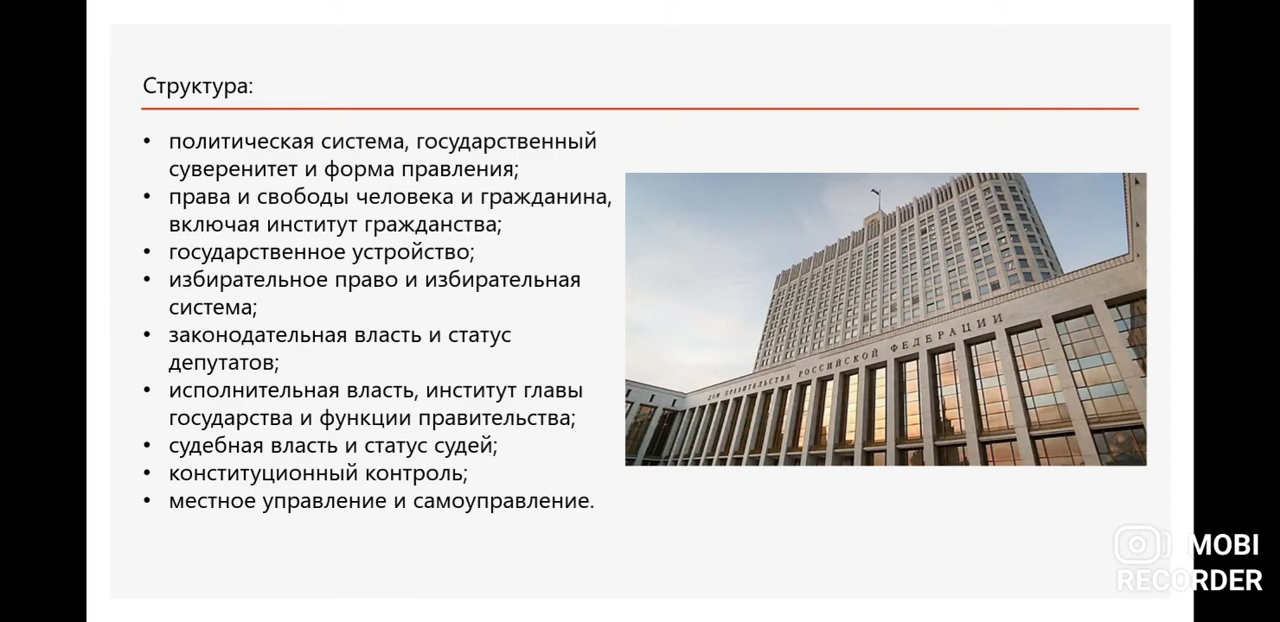 Структура:
• политическая система, государственный
суверенитет и форма правления;
• права и свободы человека и гражданина,
включая институт гражданства;
• государственное устройство;
• избирательное право и избирательная
система;
• законодательная власть и статус
депутатов;
• исполнительная власть, институт главы
государства и функции правительства;
• судебная власть и статус судей;
• конституционный контроль;
• местное управление и самоуправление.
ДОМ ПРАВИТЕЛЬСТВА РОССИЙСКОЙ ФЕДЕРАЦИИ
MOBI
RECORDER